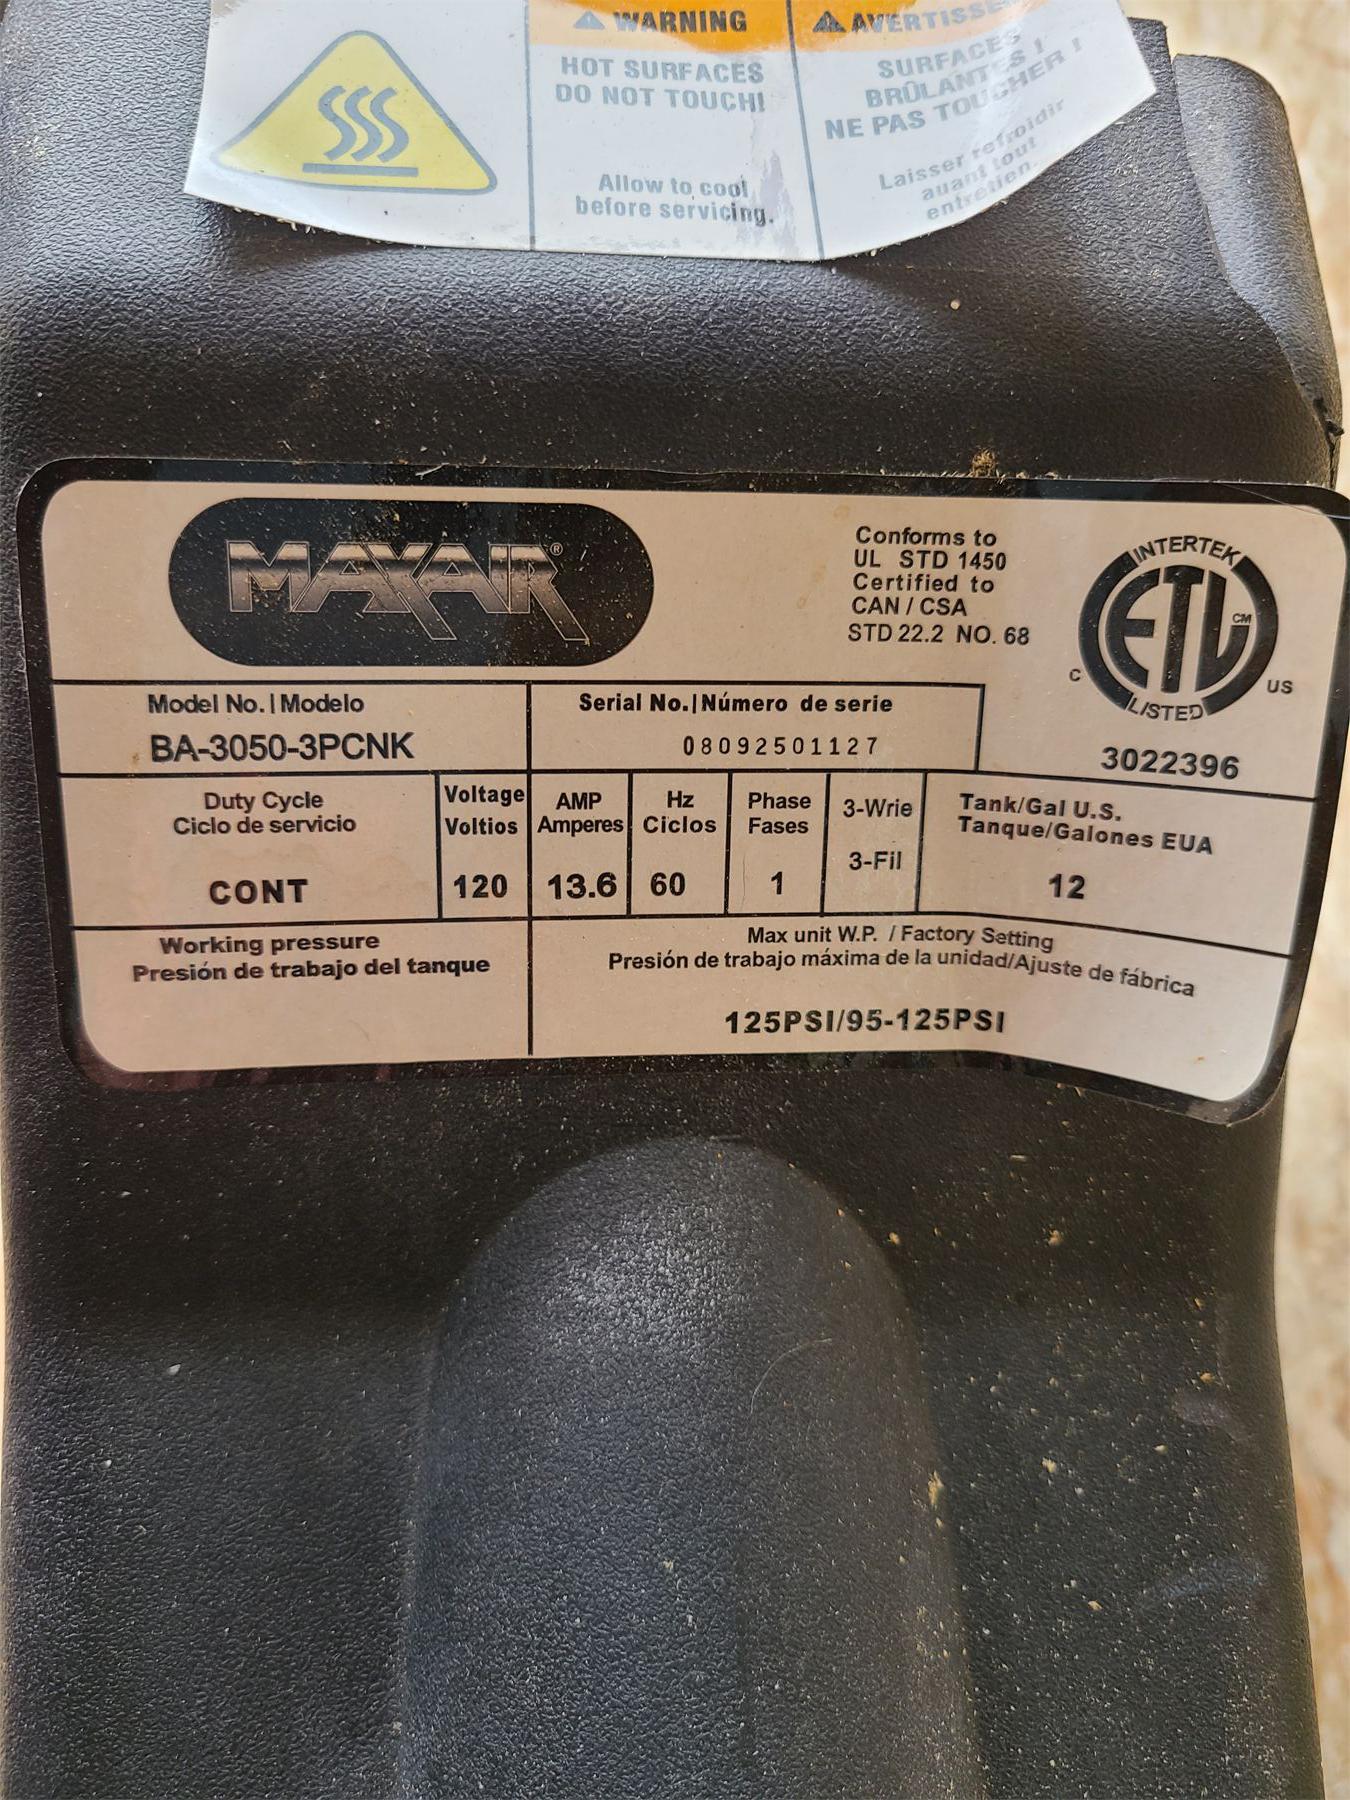 WARNING
HOT SURFACES
DO NOT TOUCH!
Allow to cool
before servicing.
AVERTISSE
SURFACES
BRÛLANTES !
NE PAS TOUCHER !
Laisser refroidir
avant tout
entretien.
MAXAIR®
Conforms to
UL STD 1450
Certified to
CAN / CSA
STD 22.2 NO. 68
INTERTEK
ETL CM
LISTED
C
US
3022396
Model No. | Modelo
BA-3050-3PCNK
Serial No. | Número de serie
08092501127
Duty Cycle
Ciclo de servicio
CONT
Voltage
Voltios
120
AMP
Amperes
13.6
Hz
Ciclos
60
Phase
Fases
1
3-Wrie
3-Fil
Tank/Gal U.S.
Tanque/Galones EUA
12
Working pressure
Presión de trabajo del tanque
Max unit W.P. / Factory Setting
Presión de trabajo máxima de la unidad/Ajuste de fábrica
125PSI/95-125PSI